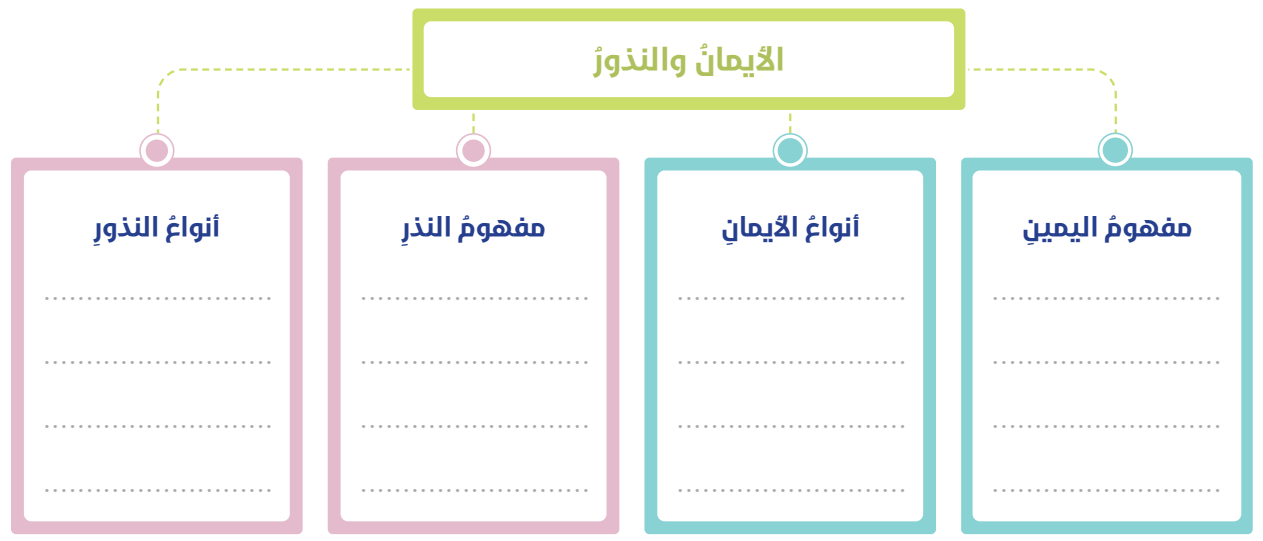 الأيمانُ والنذورُ
مفهومُ اليمينِ
أنواعُ الأيمانِ
مفهومُ النذرِ
أنواعُ النذورِ